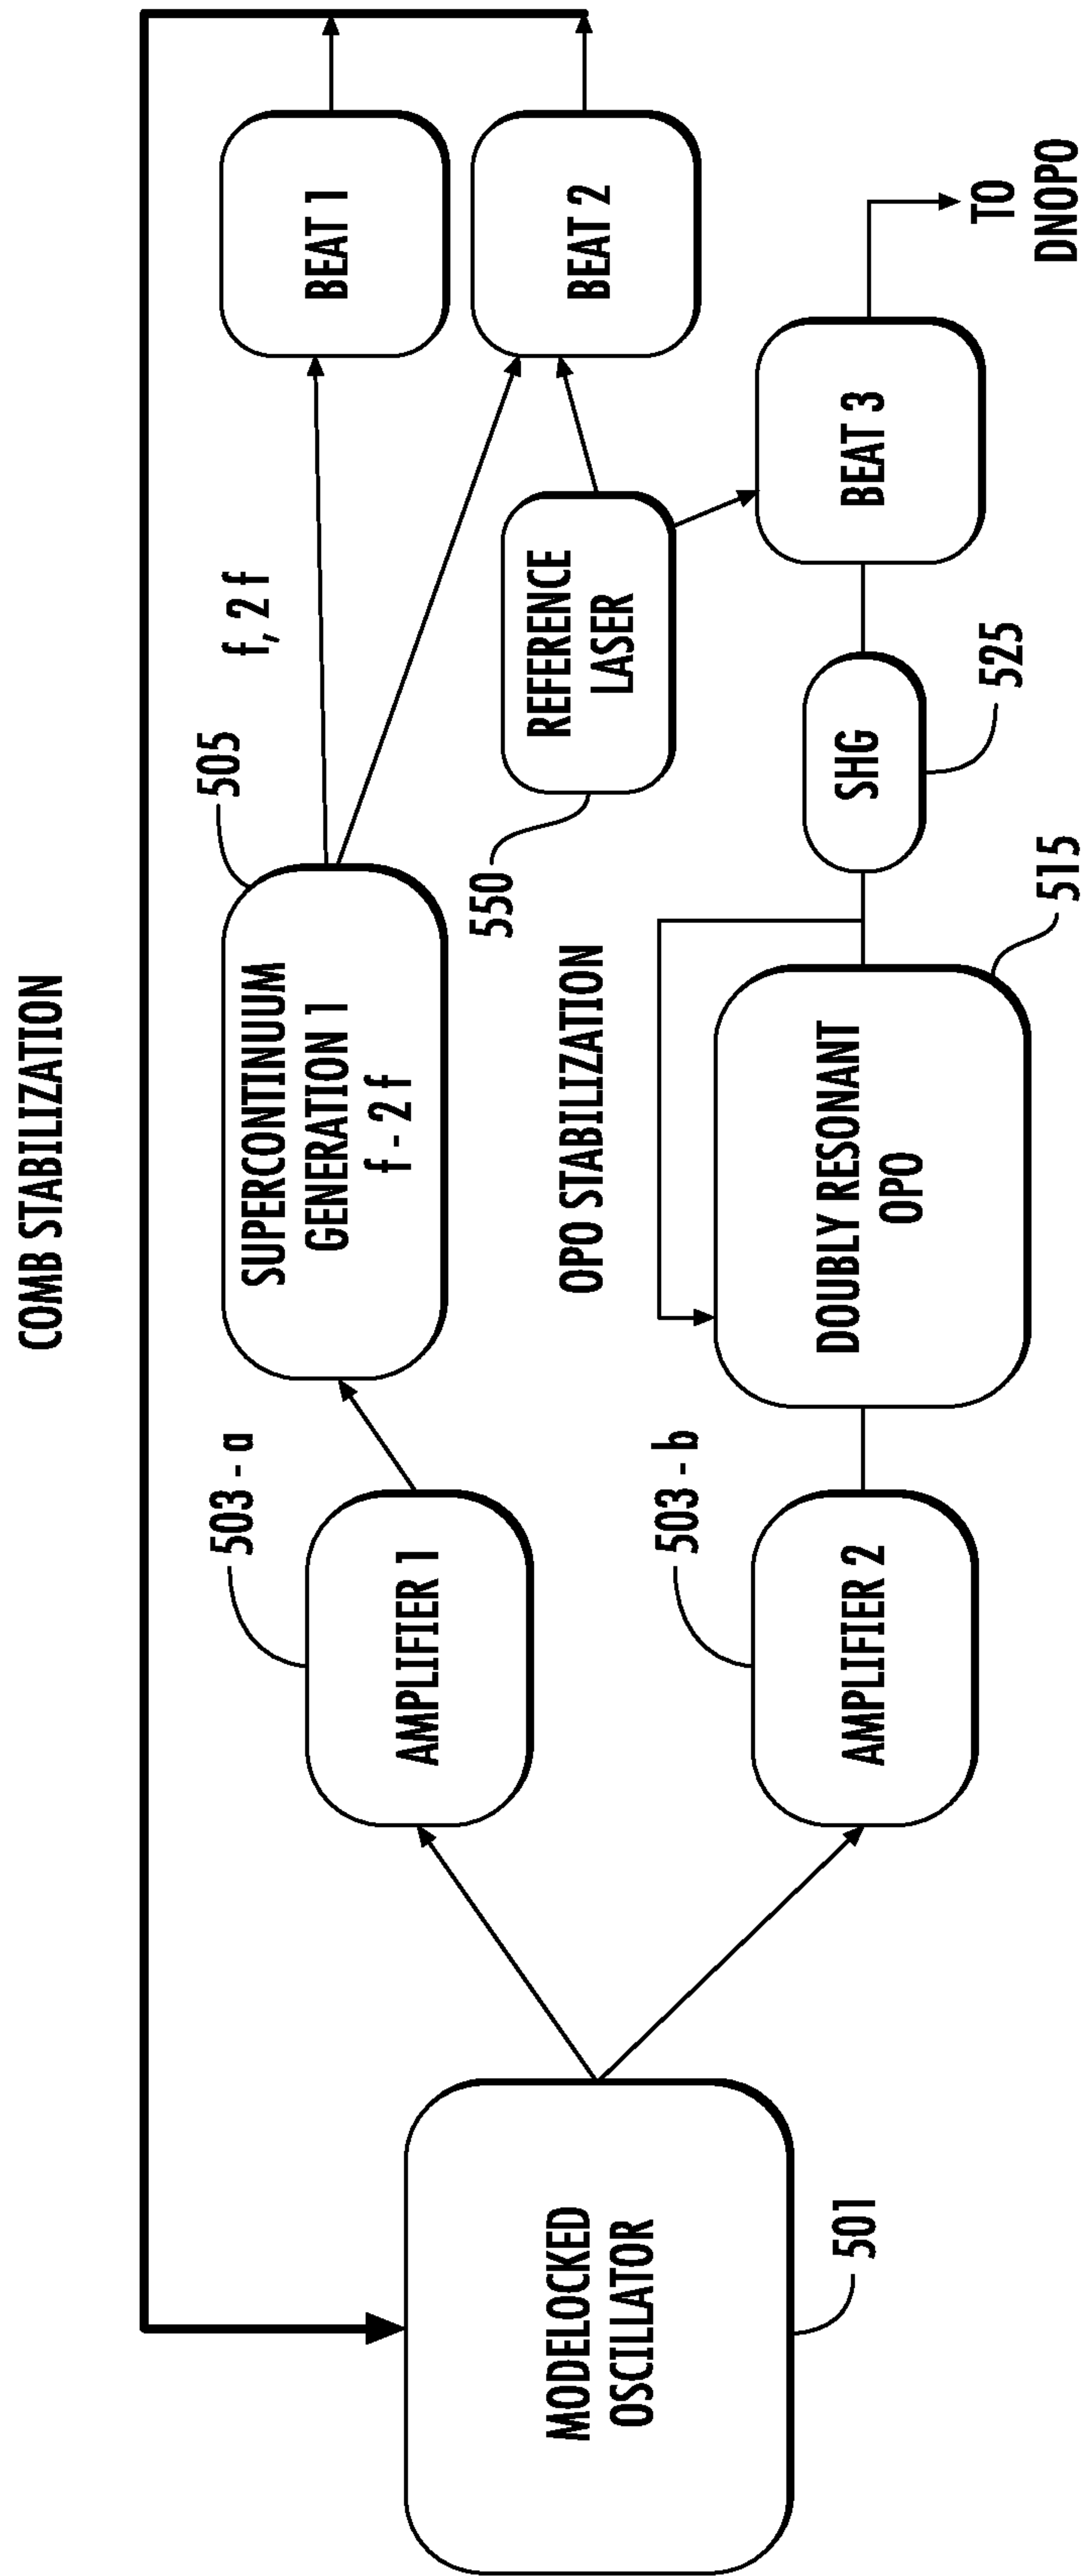 COMB STABILIZATION
503 - a
505
f, 2 f
MODELOCKED
OSCILLATOR
501
AMPLIFIER 1
SUPERCONTINUUM
GENERATION 1
f - 2 f
BEAT 1
BEAT 2
550
REFERENCE
LASER
OPO STABILIZATION
503 - b
AMPLIFIER 2
DOUBLY RESONANT
OPO
515
SHG
525
BEAT 3
TO
DNOPO